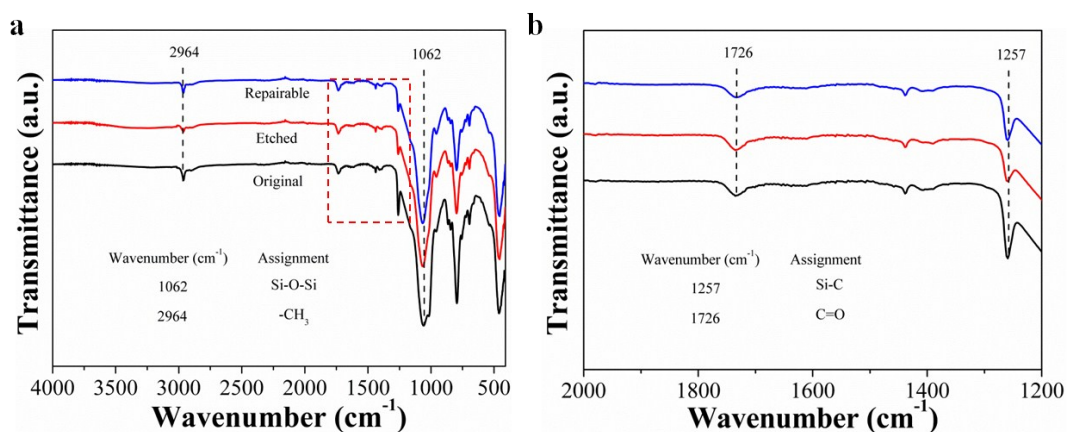 a
2964
1062
Repairable
Etched
Original
Wavenumber (cm⁻¹) Assignment
1062 Si-O-Si
2964 -CH₃
Transmittance (a.u.)
4000 3500 3000 2500 2000 1500 1000 500
Wavenumber (cm⁻¹)
b
1726
1257
Wavenumber (cm⁻¹) Assignment
1257 Si-C
1726 C=O
Transmittance (a.u.)
2000 1800 1600 1400 1200
Wavenumber (cm⁻¹)